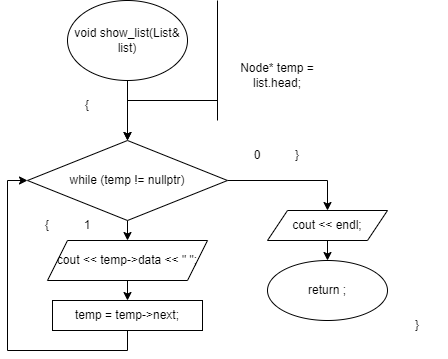 void show_list(List&
list)
Node* temp =
list.head;
{
while (temp != nullptr)
0
}
{
1
cout << endl;
cout << temp->data << " ";
return ;
temp = temp->next;
}